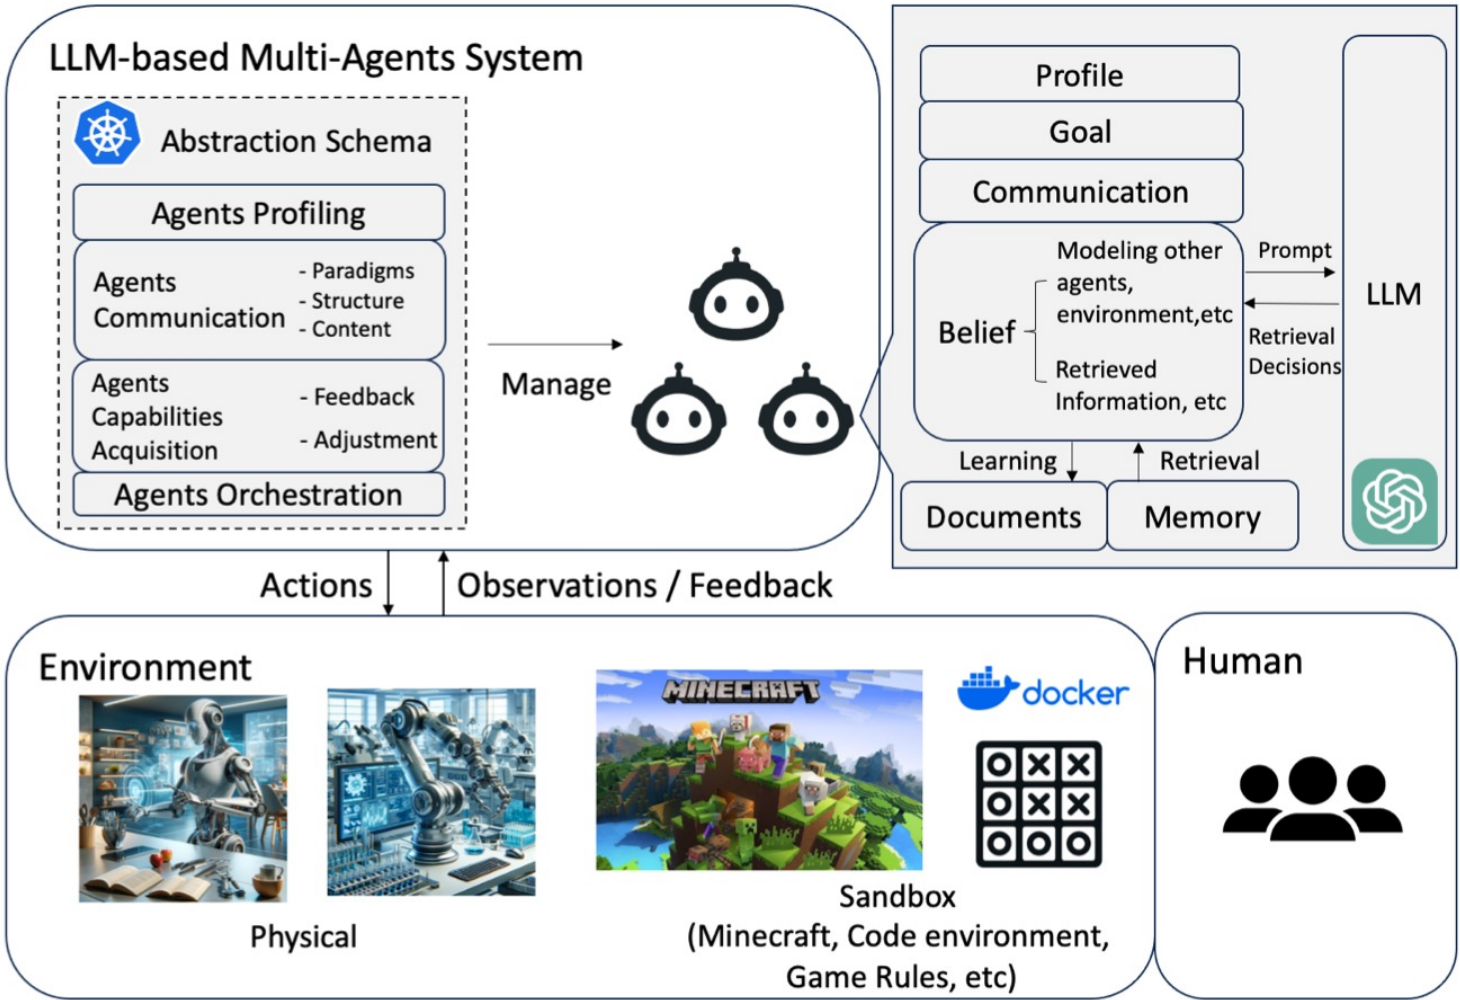 LLM-based Multi-Agents System
Abstraction Schema
Agents Profiling
Agents
Communication
- Paradigms
- Structure
- Content
Agents
Capabilities
Acquisition
- Feedback
- Adjustment
Agents Orchestration
Manage
Profile
Goal
Communication
Belief
Modeling other
agents,
environment,etc
Retrieved
Information, etc
Prompt
Retrieval
Decisions
LLM
Learning
Retrieval
Documents
Memory
Actions
Observations / Feedback
Environment
MINECRAFT
docker
O X X
O X X
O O O
Physical
Sandbox
(Minecraft, Code environment,
Game Rules, etc)
Human